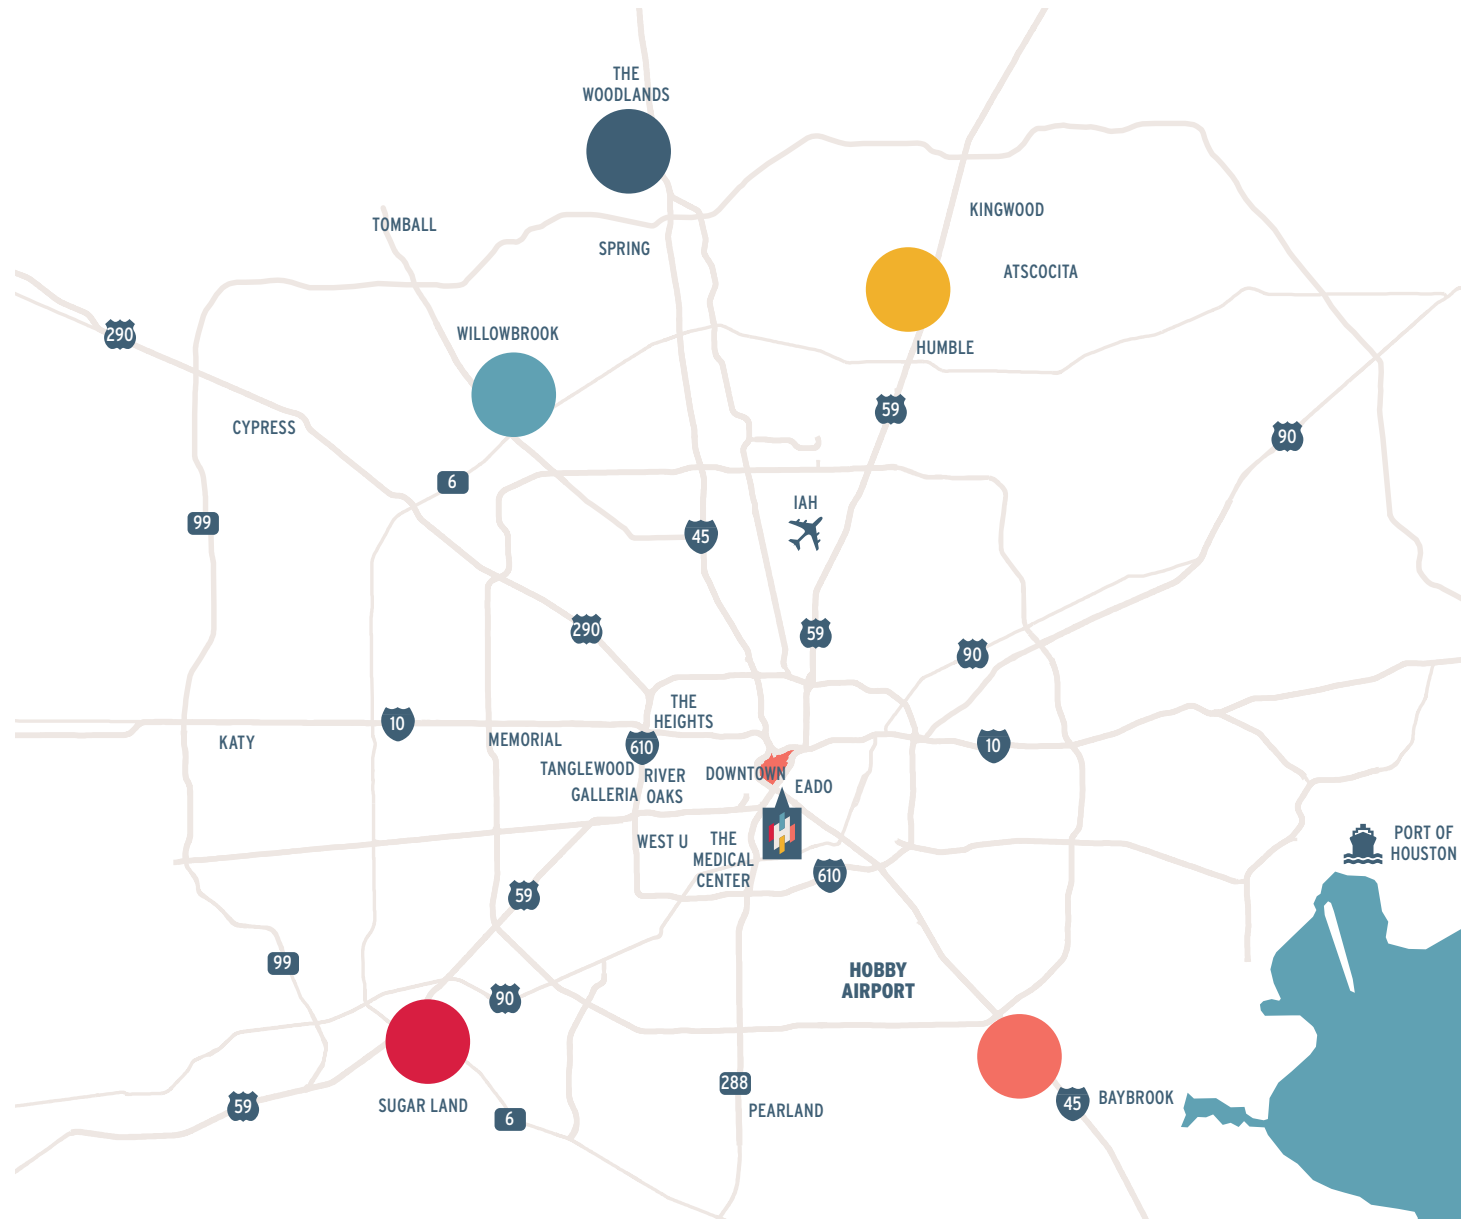 THE
WOODLANDS
KINGWOOD
TOMBALL
SPRING
ATSCOCITA
290
WILLOWBROOK
HUMBLE
59
CYPRESS
90
6
IAH
99
45
290
59
90
THE
HEIGHTS
10
KATY
MEMORIAL
610
10
TANGLEWOOD
RIVER
OAKS
DOWNTOWN
GALLERIA
EADO
H
WEST U
THE
MEDICAL
CENTER
PORT OF
HOUSTON
610
59
99
HOBBY
AIRPORT
90
288
59
SUGAR LAND
6
PEARLAND
45
BAYBROOK